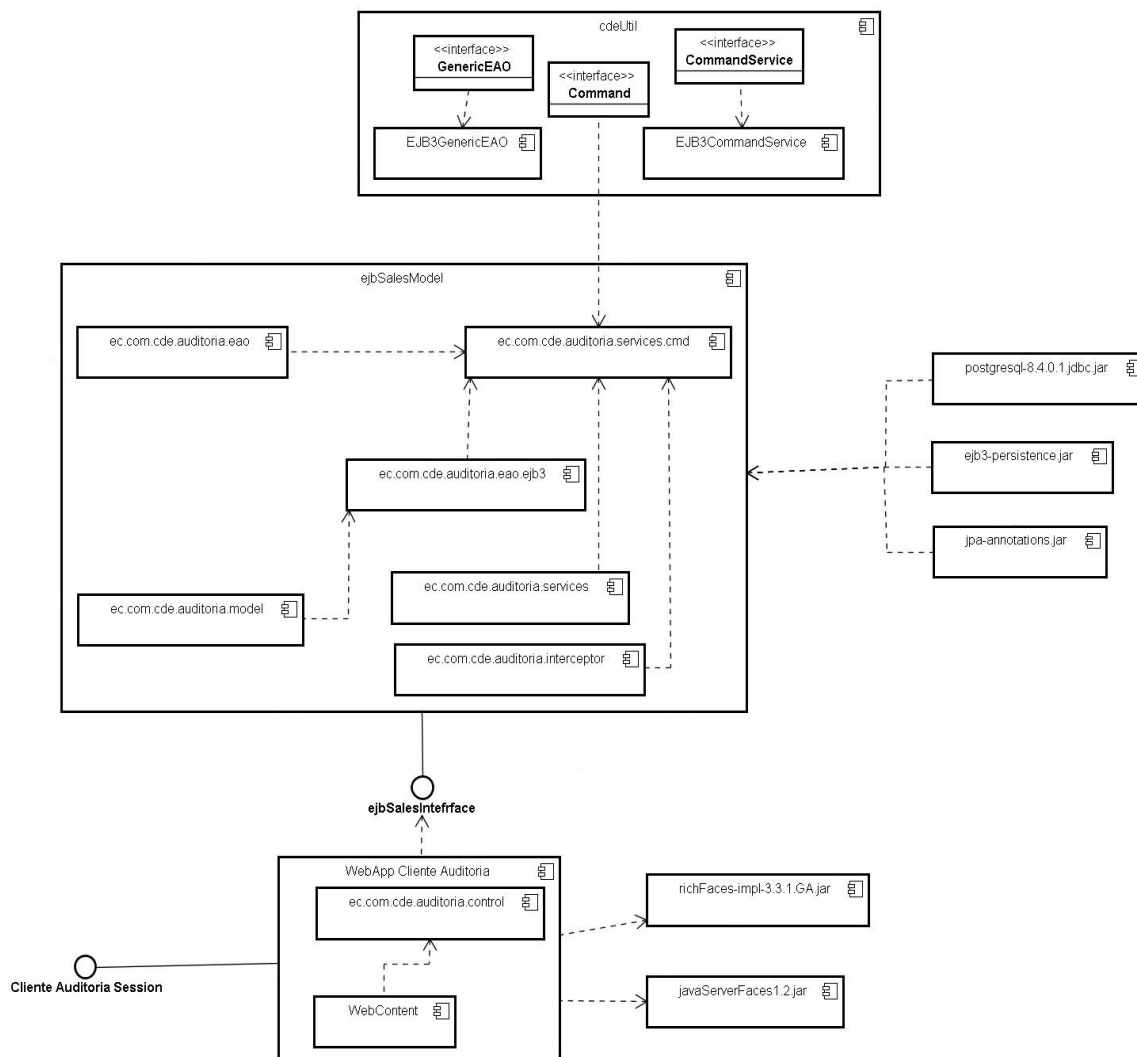 cdeUtil
<<interface>>
GenericEAO
<<interface>>
Command
<<interface>>
CommandService
EJB3GenericEAO
EJB3CommandService
ejbSalesModel
ec.com.cde.auditoria.eao
ec.com.cde.auditoria.services.cmd
postgresql-8.4.0.1.jdbc.jar
ec.com.cde.auditoria.eao.ejb3
ejb3-persistence.jar
jpa-annotations.jar
ec.com.cde.auditoria.services
ec.com.cde.auditoria.model
ec.com.cde.auditoria.interceptor
ejbSalesIntefrface
WebApp Cliente Auditoria
ec.com.cde.auditoria.control
richFaces-impl-3.3.1.GA.jar
Cliente Auditoria Session
WebContent
javaServerFaces1.2.jar